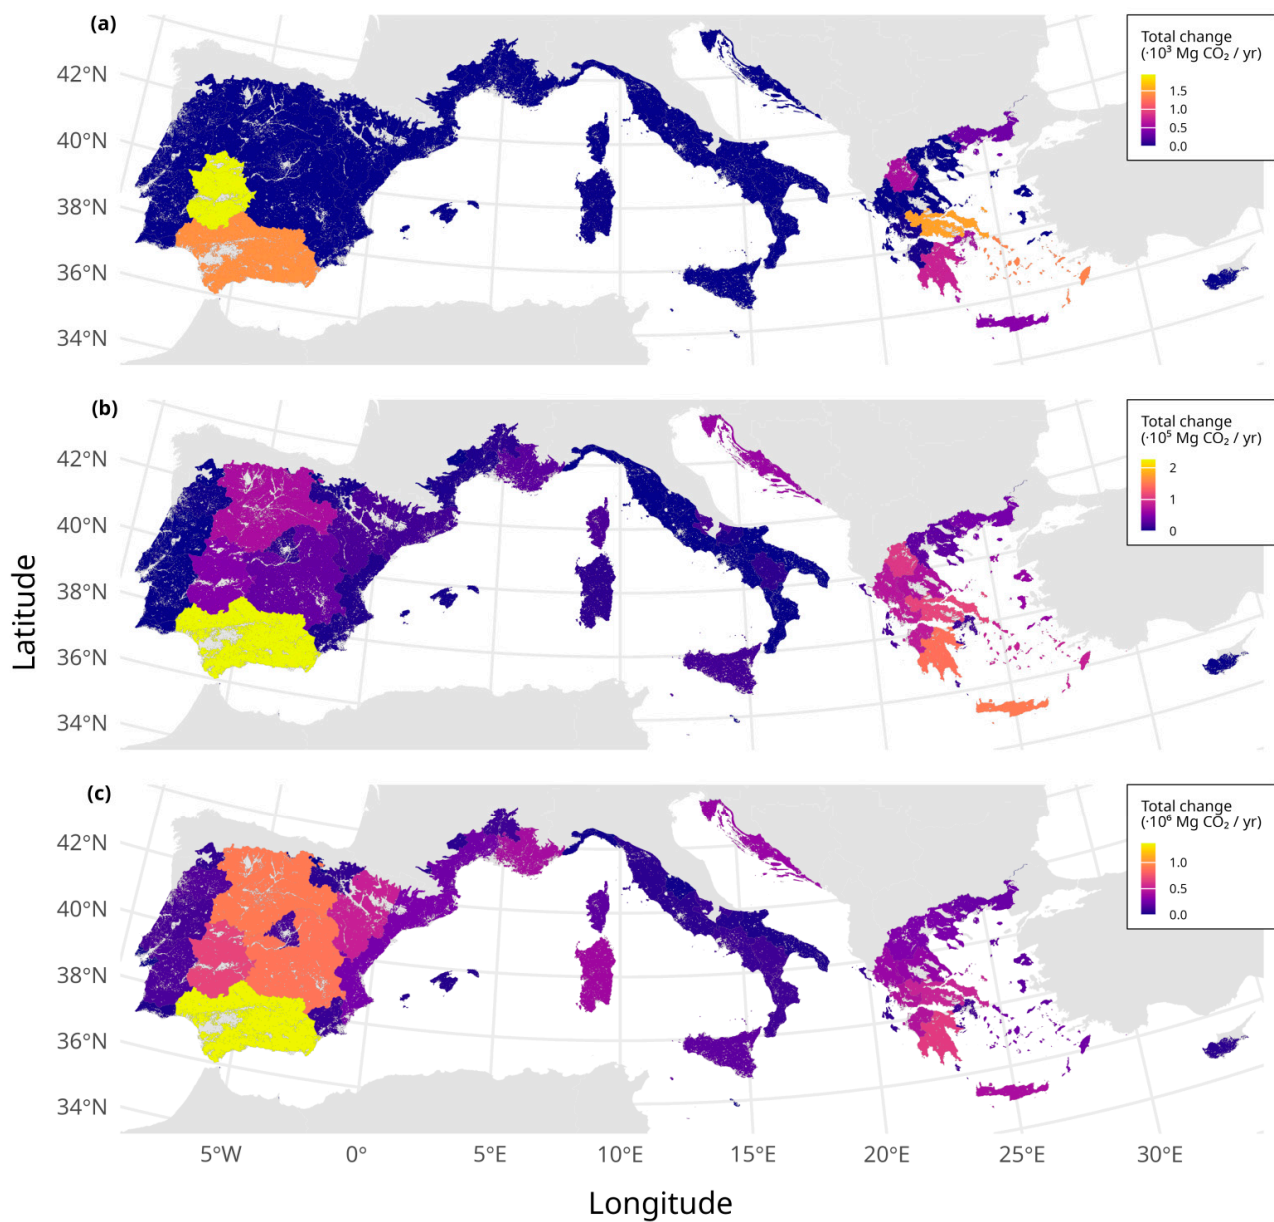 (a)
Total change
(·10³ Mg CO₂ / yr)
1.5
1.0
0.5
0.0
42°N
40°N
38°N
36°N
34°N
(b)
Total change
(·10⁵ Mg CO₂ / yr)
2
1
0
42°N
40°N
38°N
36°N
34°N
Latitude
(c)
Total change
(·10⁶ Mg CO₂ / yr)
1.0
0.5
0.0
42°N
40°N
38°N
36°N
34°N
5°W 0° 5°E 10°E 15°E 20°E 25°E 30°E
Longitude